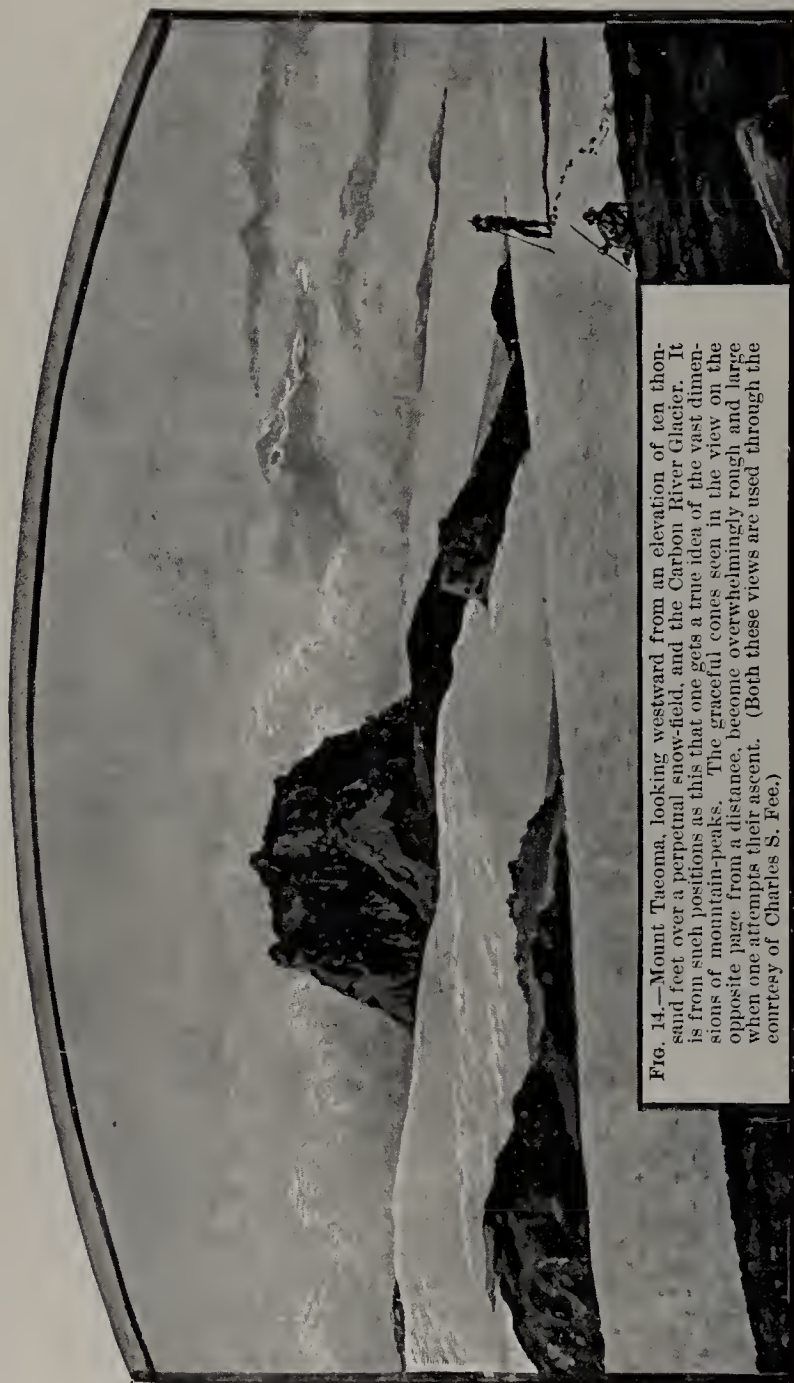 FIG. 14.—Mount Tacoma, looking westward from an elevation of ten thou-
sand feet over a perpetual snow-field, and the Carbon River Glacier. It
is from such positions as this that one gets a true idea of the vast dimen-
sions of mountain-peaks. The graceful cones seen in the view on the
opposite page from a distance, become overwhelmingly rough and large
when one attempts their ascent. (Both these views are used through the
courtesy of Charles S. Fee.)